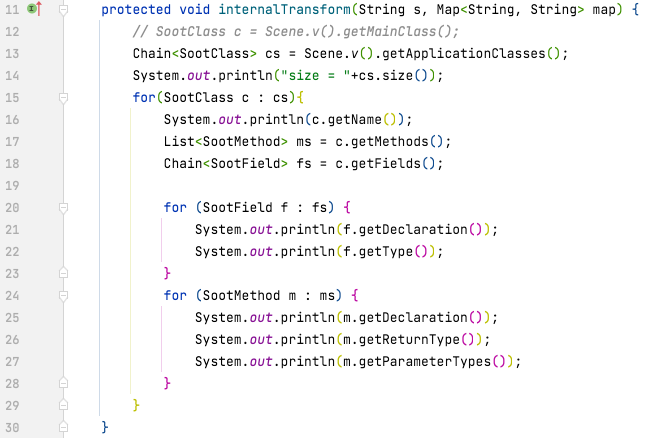 11 protected void internalTransform(String s, Map<String, String> map) {
12 // SootClass c = Scene.v().getMainClass();
13 Chain<SootClass> cs = Scene.v().getApplicationClasses();
14 System.out.println("size = "+cs.size());
15 for(SootClass c : cs){
16 System.out.println(c.getName());
17 List<SootMethod> ms = c.getMethods();
18 Chain<SootField> fs = c.getFields();
19
20 for (SootField f : fs) {
21 System.out.println(f.getDeclaration());
22 System.out.println(f.getType());
23 }
24 for (SootMethod m : ms) {
25 System.out.println(m.getDeclaration());
26 System.out.println(m.getReturnType());
27 System.out.println(m.getParameterTypes());
28 }
29 }
30 }